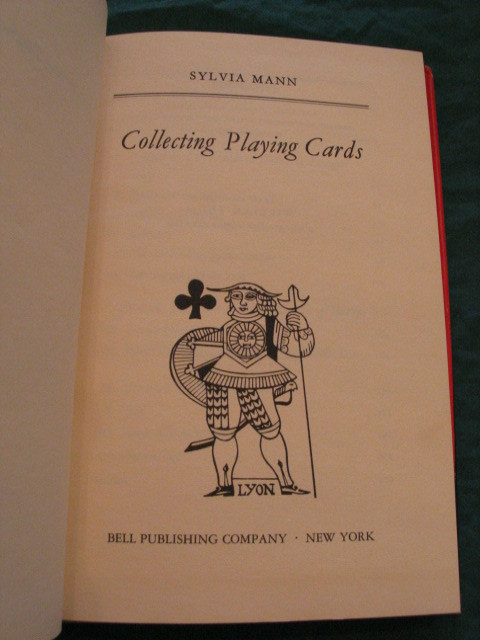 SYLVIA MANN
Collecting Playing Cards
LYON
BELL PUBLISHING COMPANY · NEW YORK